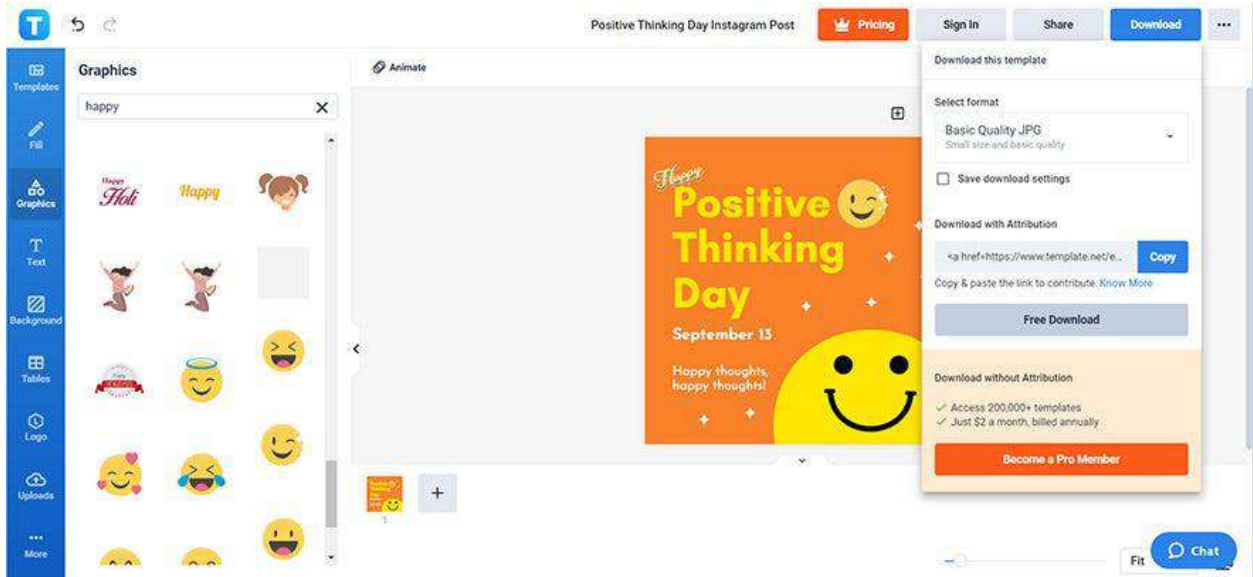 T
Positive Thinking Day Instagram Post
Pricing
Sign In
Share
Download
Templates
Fill
Graphics
Text
Background
Tables
Logo
Uploads
More
Graphics
happy
Happy
Holi
Happy
Animate
Happy
Positive
Thinking
Day
September 13
Happy thoughts,
happy thoughts!
1
Download this template
Select format
Basic Quality JPG
Small size and basic quality
Save download settings
Download with Attribution
<a href=https://www.template.net/e...
Copy
Copy & paste the link to contribute. Know More
Free Download
Download without Attribution
Access 200,000+ templates
Just $2 a month, billed annually
Become a Pro Member
Fit
Chat